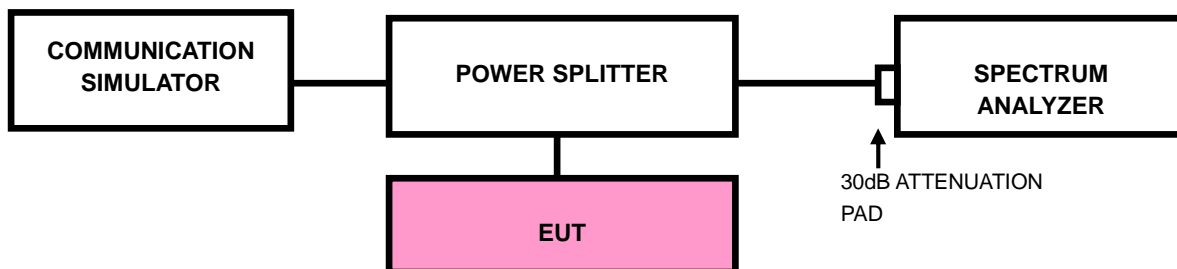 COMMUNICATION
SIMULATOR
POWER SPLITTER
SPECTRUM
ANALYZER
30dB ATTENUATION
PAD
EUT